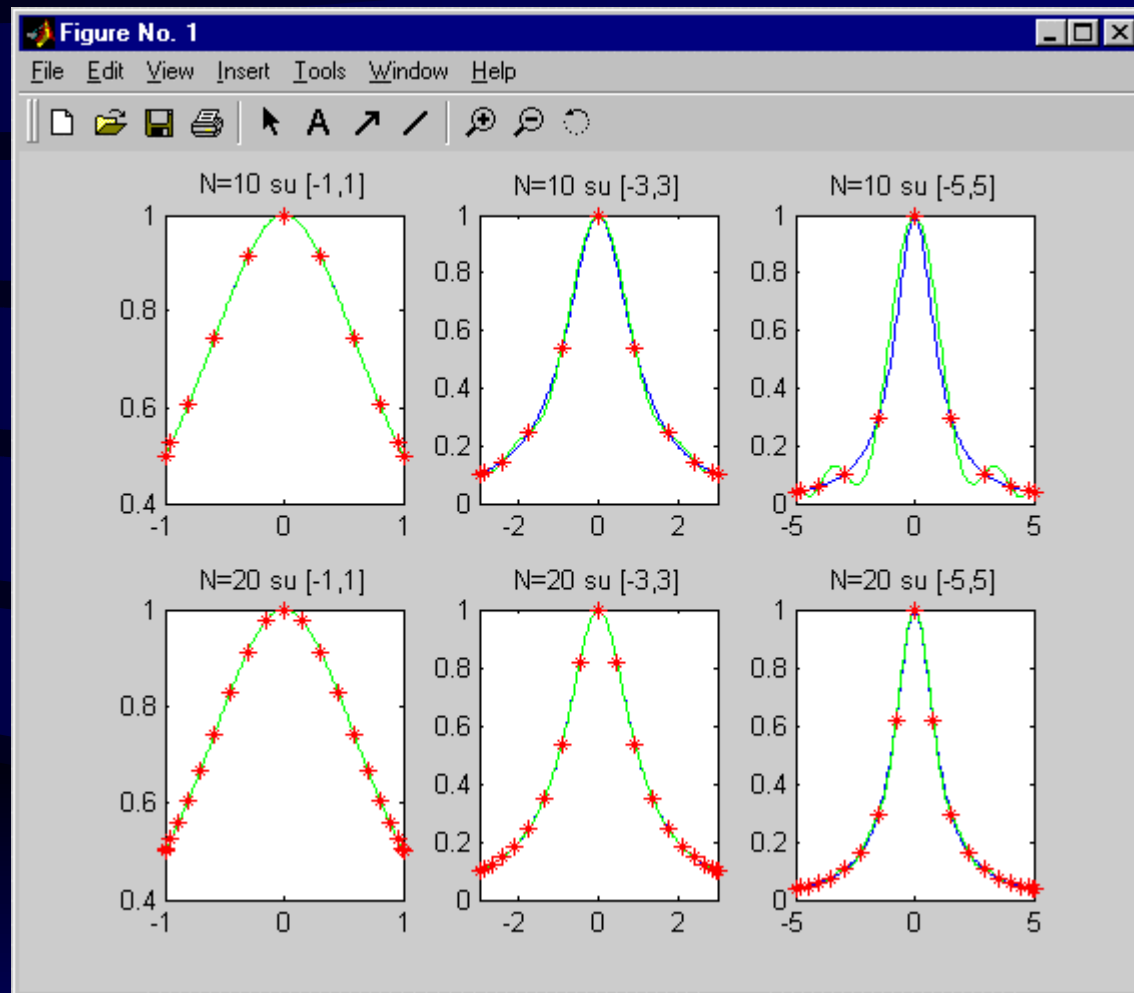 Figure No. 1
File Edit View Insert Tools Window Help
A
N=10 su [-1,1]
1
0.8
0.6
0.4
-1 0 1
N=10 su [-3,3]
1
0.8
0.6
0.4
0.2
0
-2 0 2
N=10 su [-5,5]
1
0.8
0.6
0.4
0.2
0
-5 0 5
N=20 su [-1,1]
1
0.8
0.6
0.4
-1 0 1
N=20 su [-3,3]
1
0.8
0.6
0.4
0.2
0
-2 0 2
N=20 su [-5,5]
1
0.8
0.6
0.4
0.2
0
-5 0 5